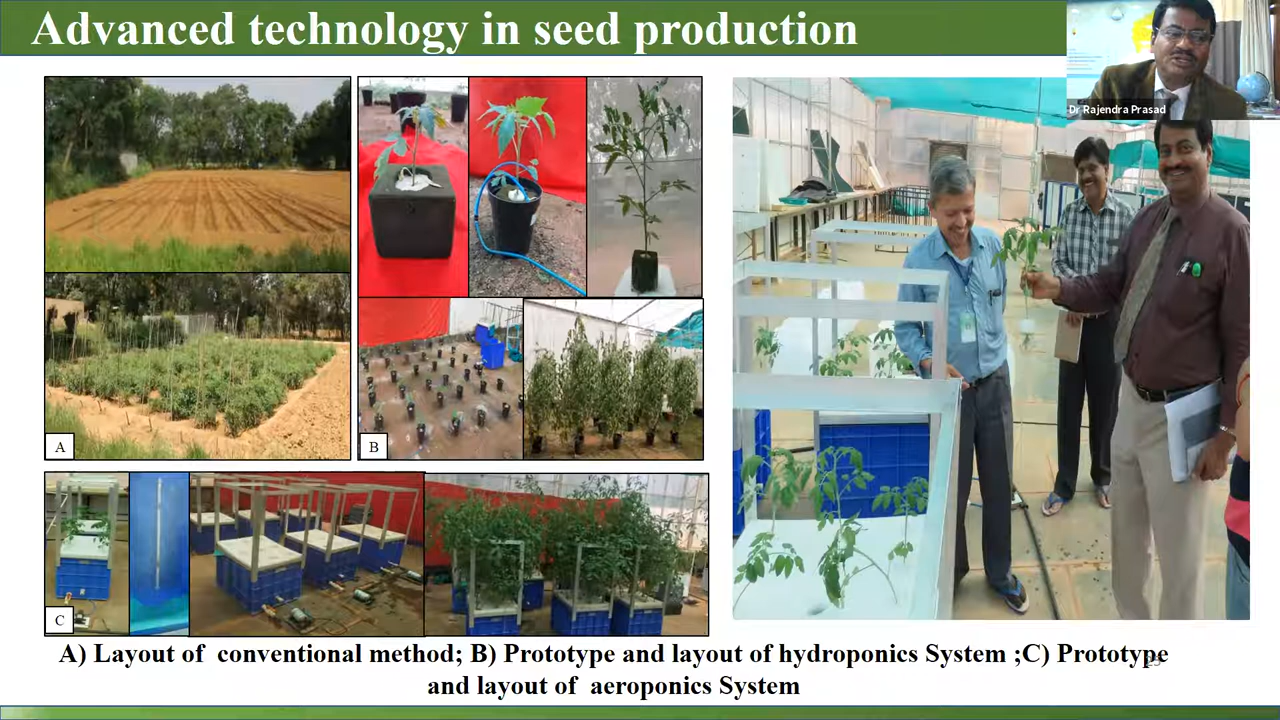 Advanced technology in seed production
Dr Rajendra Prasad
A
B
C
A) Layout of  conventional method; B) Prototype and layout of hydroponics System ;C) Prototype
and layout of  aeroponics System